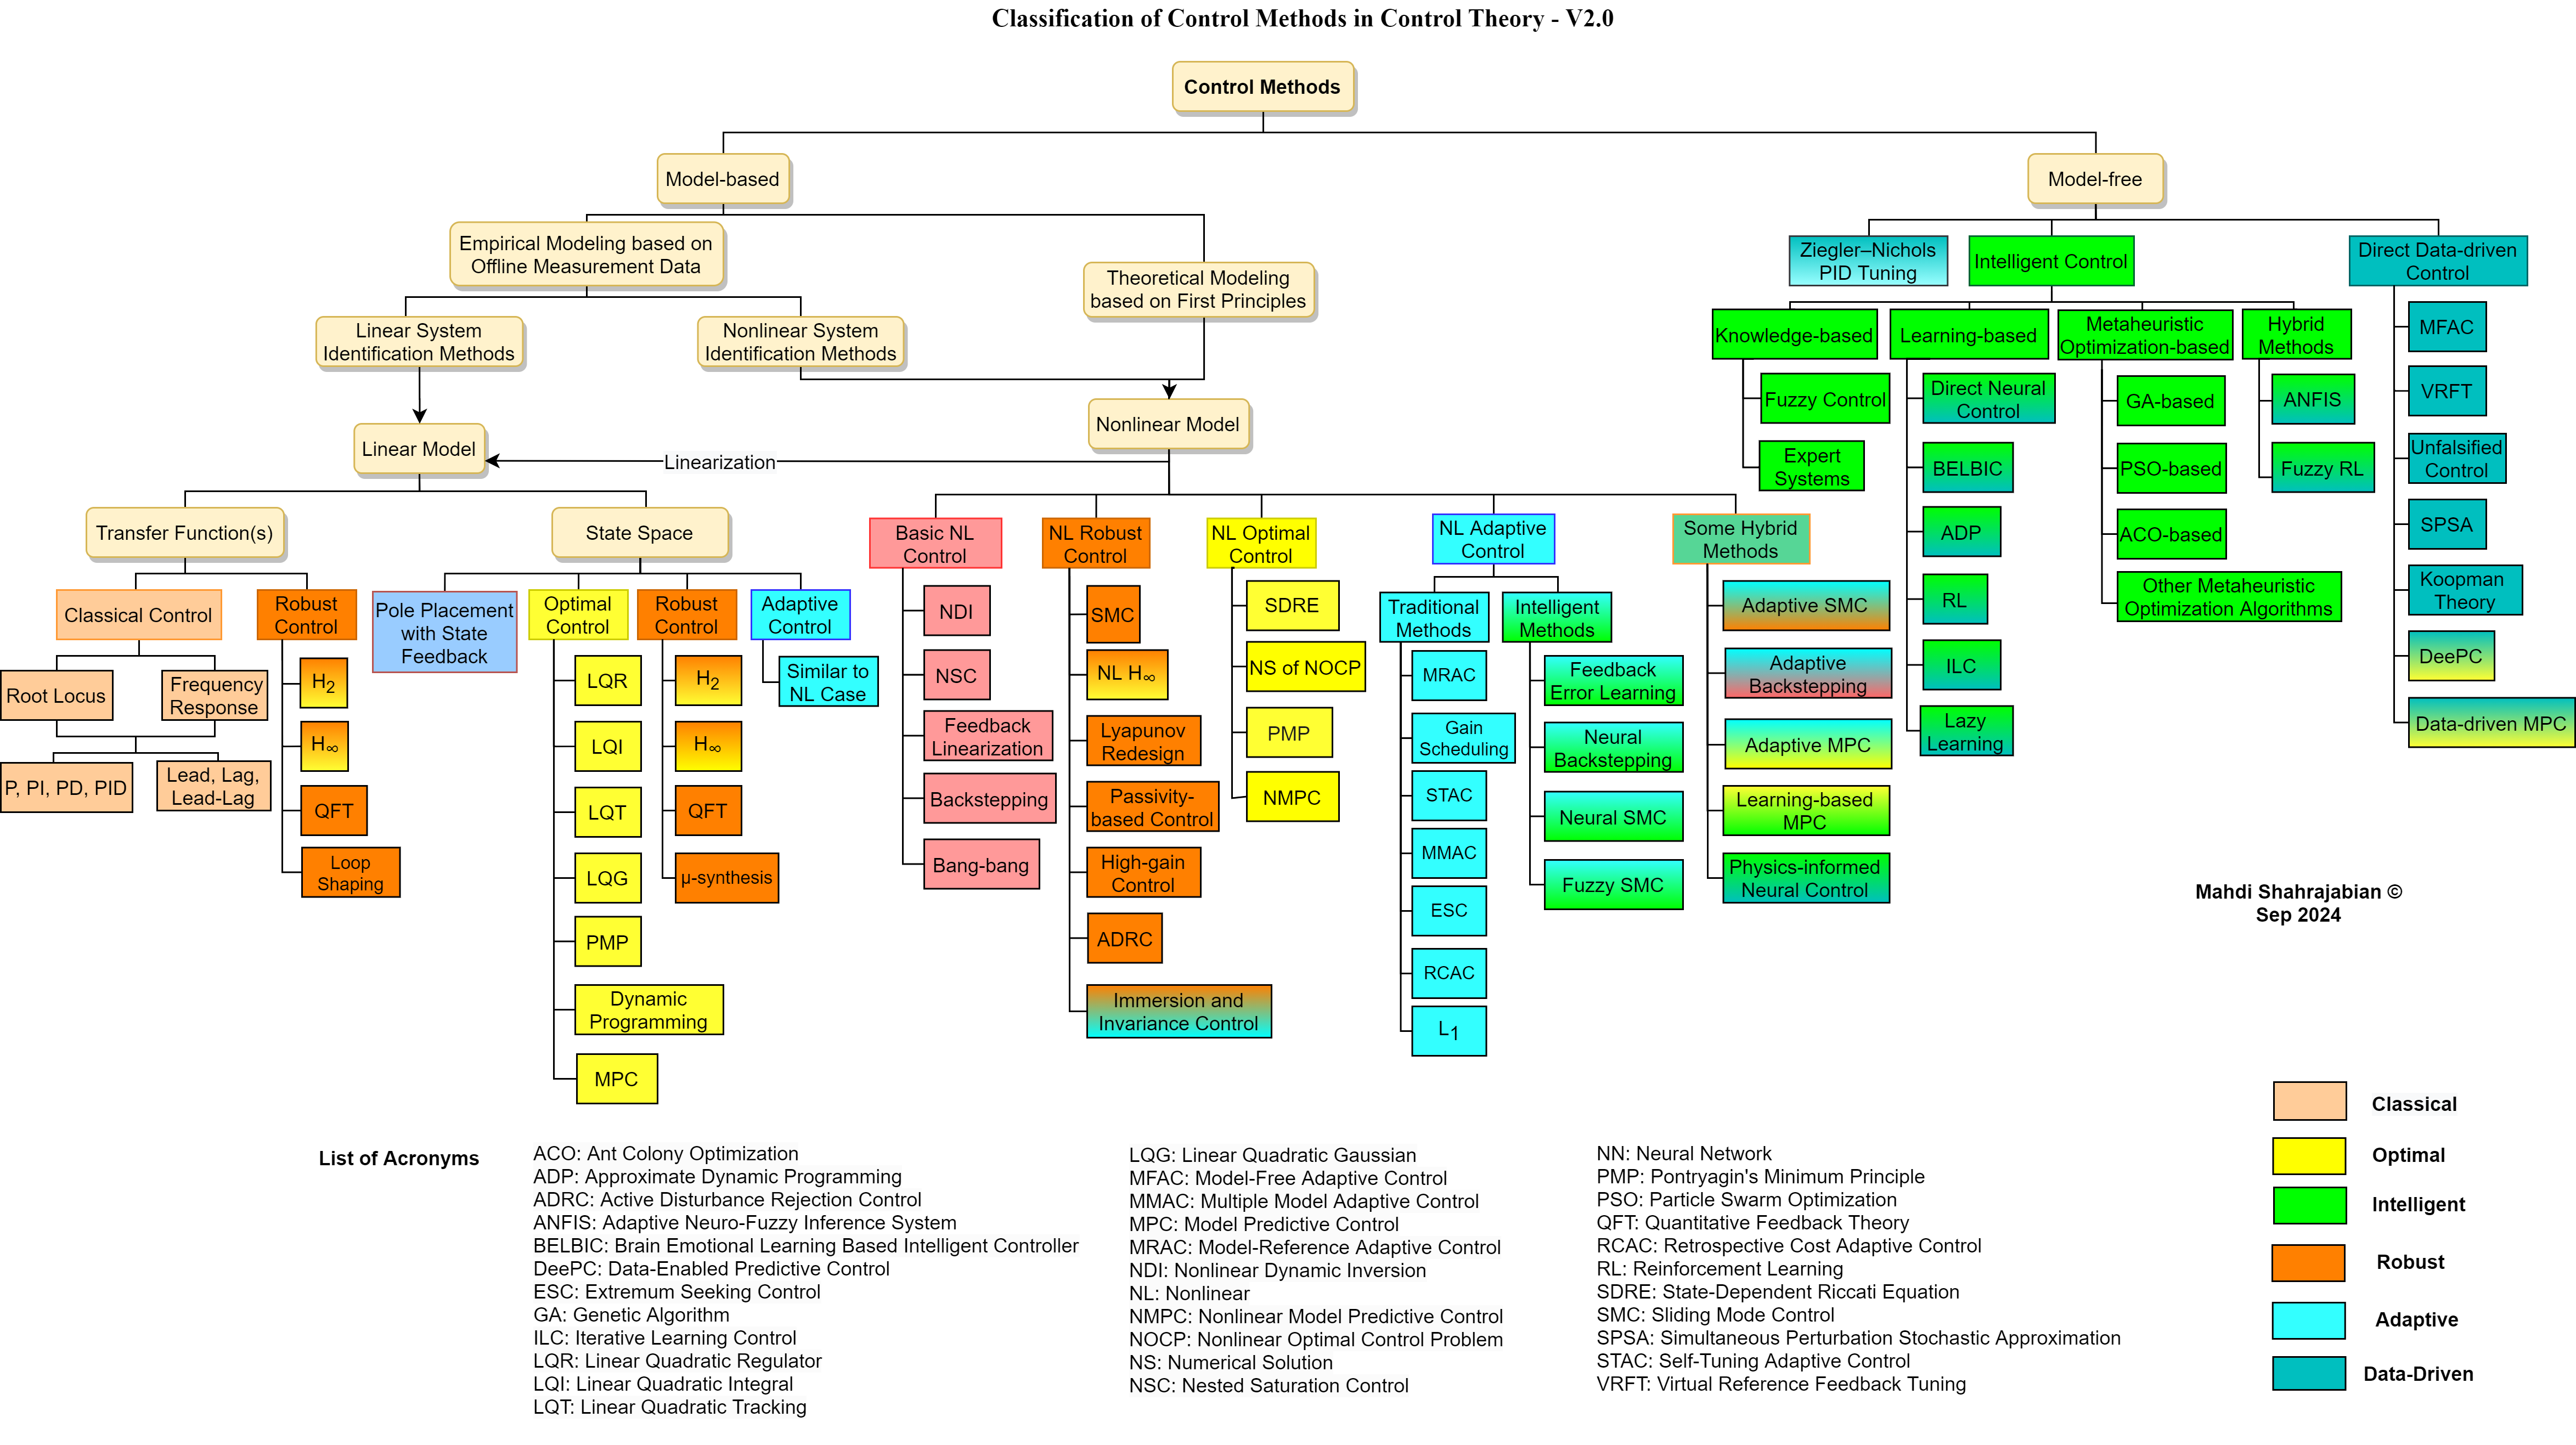 Classification of Control Methods in Control Theory - V2.0
Control Methods
Model-based
Model-free
Empirical Modeling based on
Offline Measurement Data
Theoretical Modeling
based on First Principles
Linear System
Identification Methods
Nonlinear System
Identification Methods
Linear Model
Nonlinear Model
Linearization
Transfer Function(s)
State Space
Classical Control
Robust
Control
Root Locus
Frequency
Response
P, PI, PD, PID
Lead, Lag,
Lead-Lag
H2
H∞
QFT
Loop
Shaping
Pole Placement
with State
Feedback
Optimal
Control
LQR
LQI
LQT
LQG
PMP
Dynamic
Programming
MPC
Robust
Control
H2
H∞
QFT
μ-synthesis
Adaptive
Control
Similar to
NL Case
Basic NL
Control
NDI
NSC
Feedback
Linearization
Backstepping
Bang-bang
NL Robust
Control
SMC
NL H∞
Lyapunov
Redesign
Passivity-
based Control
High-gain
Control
ADRC
Immersion and
Invariance Control
NL Optimal
Control
SDRE
NS of NOCP
PMP
NMPC
NL Adaptive
Control
Traditional
Methods
MRAC
Gain
Scheduling
STAC
MMAC
ESC
RCAC
L1
Intelligent
Methods
Feedback
Error Learning
Neural
Backstepping
Neural SMC
Fuzzy SMC
Some Hybrid
Methods
Adaptive SMC
Adaptive
Backstepping
Adaptive MPC
Learning-based
MPC
Physics-informed
Neural Control
Ziegler–Nichols
PID Tuning
Intelligent Control
Direct Data-driven
Control
Knowledge-based
Fuzzy Control
Expert
Systems
Learning-based
Direct Neural
Control
BELBIC
ADP
RL
ILC
Lazy
Learning
Metaheuristic
Optimization-based
GA-based
PSO-based
ACO-based
Other Metaheuristic
Optimization Algorithms
Hybrid
Methods
ANFIS
Fuzzy RL
MFAC
VRFT
Unfalsified
Control
SPSA
Koopman
Theory
DeePC
Data-driven MPC
Mahdi Shahrajabian ©
Sep 2024
List of Acronyms
ACO: Ant Colony Optimization
ADP: Approximate Dynamic Programming
ADRC: Active Disturbance Rejection Control
ANFIS: Adaptive Neuro-Fuzzy Inference System
BELBIC: Brain Emotional Learning Based Intelligent Controller
DeePC: Data-Enabled Predictive Control
ESC: Extremum Seeking Control
GA: Genetic Algorithm
ILC: Iterative Learning Control
LQR: Linear Quadratic Regulator
LQI: Linear Quadratic Integral
LQT: Linear Quadratic Tracking
LQG: Linear Quadratic Gaussian
MFAC: Model-Free Adaptive Control
MMAC: Multiple Model Adaptive Control
MPC: Model Predictive Control
MRAC: Model-Reference Adaptive Control
NDI: Nonlinear Dynamic Inversion
NL: Nonlinear
NMPC: Nonlinear Model Predictive Control
NOCP: Nonlinear Optimal Control Problem
NS: Numerical Solution
NSC: Nested Saturation Control
NN: Neural Network
PMP: Pontryagin's Minimum Principle
PSO: Particle Swarm Optimization
QFT: Quantitative Feedback Theory
RCAC: Retrospective Cost Adaptive Control
RL: Reinforcement Learning
SDRE: State-Dependent Riccati Equation
SMC: Sliding Mode Control
SPSA: Simultaneous Perturbation Stochastic Approximation
STAC: Self-Tuning Adaptive Control
VRFT: Virtual Reference Feedback Tuning
Classical
Optimal
Intelligent
Robust
Adaptive
Data-Driven